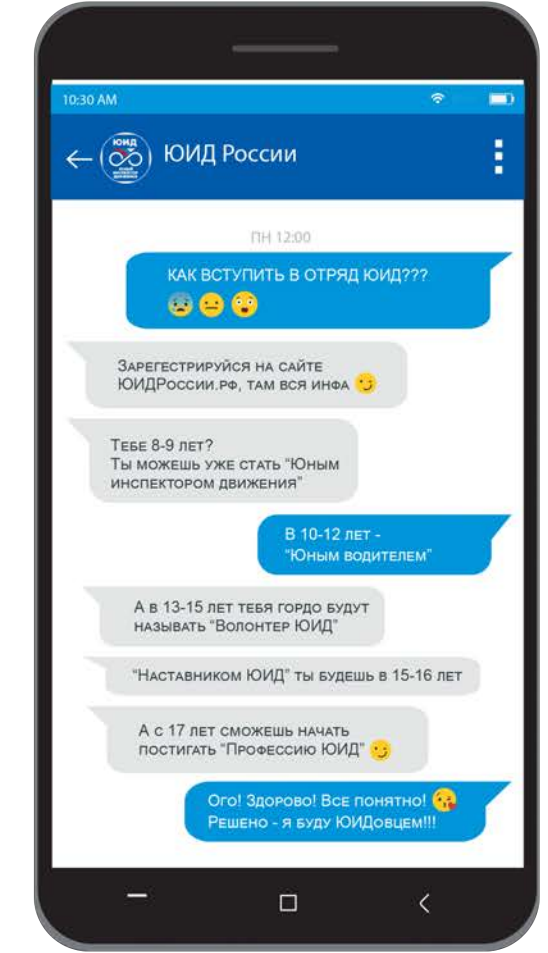 10:30 AM
ЮИД
ЮИД России
ПН 12:00
КАК ВСТУПИТЬ В ОТРЯД ЮИД???
Зарегестрируйся на сайте
ЮИДРоссии.рф, там вся инфа
Тебе 8-9 лет?
Ты можешь уже стать “Юным
инспектором движения”
В 10-12 лет -
“Юным водителем”
А в 13-15 лет тебя гордо будут
называть “Волонтер ЮИД”
“Наставником ЮИД” ты будешь в 15-16 лет
А с 17 лет сможешь начать
постигать “Профессию ЮИД”
Ого! Здорово! Все понятно!
Решено - я буду ЮИДовцем!!!